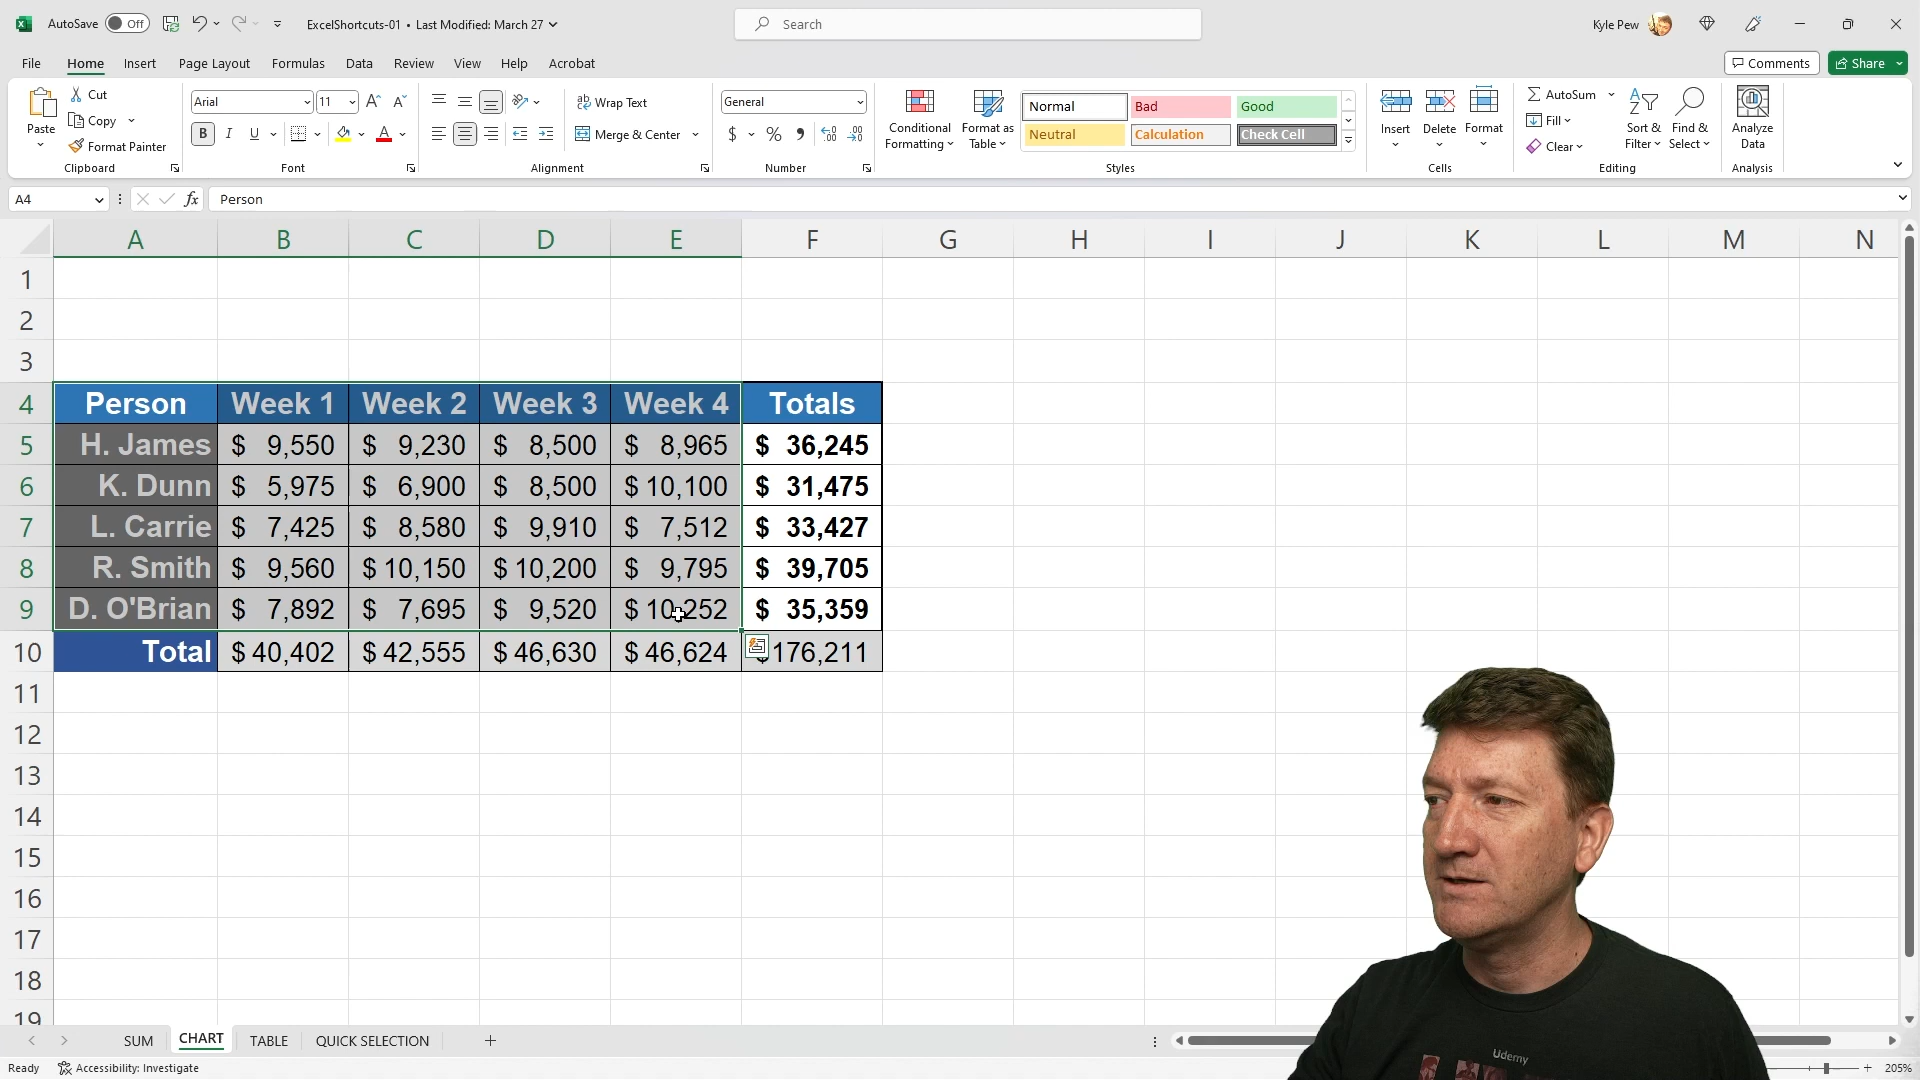 AutoSave Off ExcelShortcuts-01 • Last Modified: March 27 Search Kyle Pew
File Home Insert Page Layout Formulas Data Review View Help Acrobat Comments Share
Paste Cut Copy Format Painter Clipboard
Arial 11 A A B I U A Font
ab Wrap Text Merge & Center Alignment
General $ % , Number
Conditional Formatting Format as Table Normal Bad Good Neutral Calculation Check Cell Styles
Insert Delete Format Cells
AutoSum Fill Clear Sort & Filter Find & Select Editing
Analyze Data Analysis
A4 fx Person
A B C D E F G H I J K L M N
1
2
3
4 Person Week 1 Week 2 Week 3 Week 4 Totals
5 H. James $ 9,550 $ 9,230 $ 8,500 $ 8,965 $ 36,245
6 K. Dunn $ 5,975 $ 6,900 $ 8,500 $ 10,100 $ 31,475
7 L. Carrie $ 7,425 $ 8,580 $ 9,910 $ 7,512 $ 33,427
8 R. Smith $ 9,560 $ 10,150 $ 10,200 $ 9,795 $ 39,705
9 D. O'Brian $ 7,892 $ 7,695 $ 9,520 $ 10,252 $ 35,359
10 Total $ 40,402 $ 42,555 $ 46,630 $ 46,624 $ 176,211
11
12
13
14
15
16
17
18
19
SUM CHART TABLE QUICK SELECTION
Udemy
Ready Accessibility: Investigate 205%